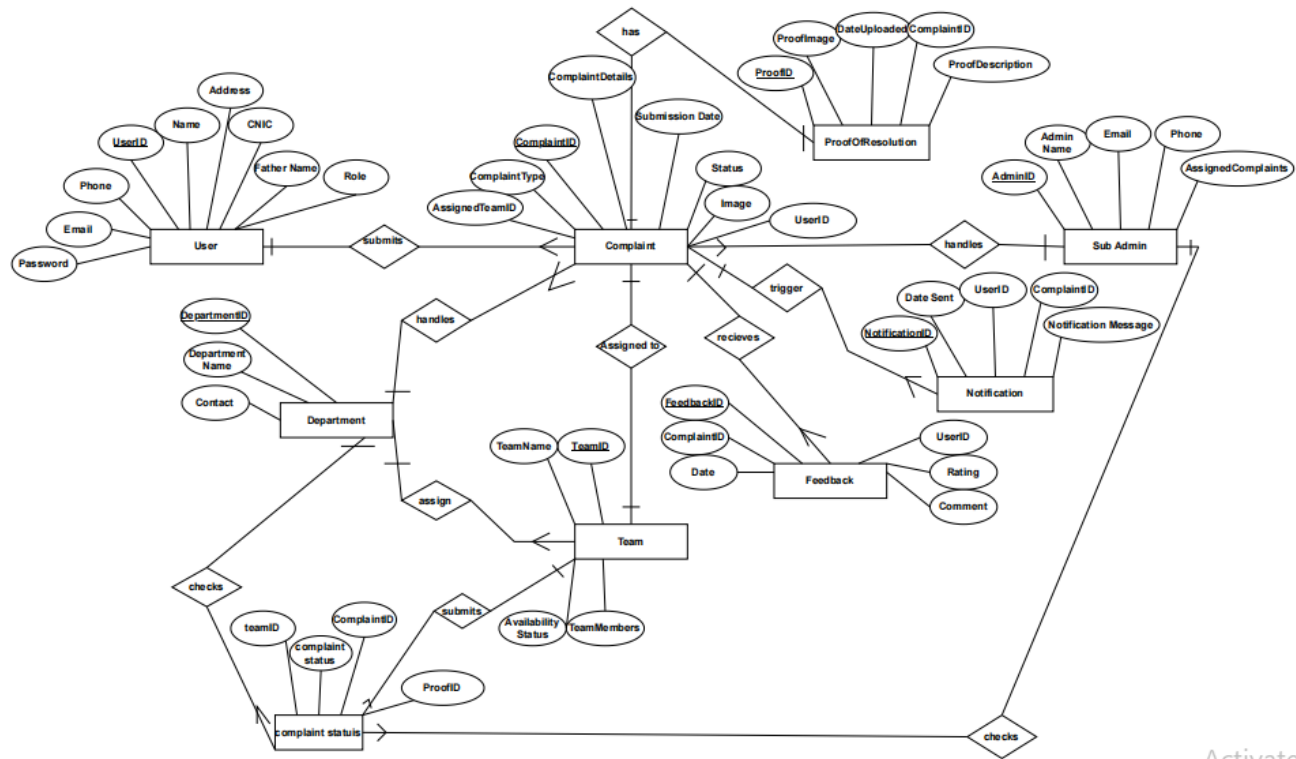 has
ProofImage
DateUploaded
ComplaintID
ProofID
ProofDescription
ComplaintDetails
Submission Date
ComplaintID
ComplaintType
AssignedTeamID
Status
Image
UserID
Address
Name
CNIC
UserID
Father Name
Role
Phone
Email
Password
User
submits
Complaint
ProofOfResolution
Admin
Name
Email
Phone
AdminID
AssignedComplaints
handles
Sub Admin
trigger
Date Sent
UserID
ComplaintID
NotificationID
Notification Message
Notification
handles
Assigned to
recieves
DepartmentID
Department
Name
Contact
Department
FeedbackID
ComplaintID
Date
UserID
Rating
Comment
Feedback
TeamName
TeamID
assign
Team
checks
submits
Availability
Status
TeamMembers
teamID
complaint
status
ComplaintID
ProofID
complaint statuis
checks
Activate